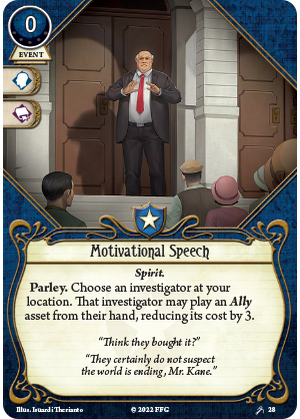 0
EVENT
Motivational Speech
Spirit.
Parley. Choose an investigator at your
location. That investigator may play an Ally
asset from their hand, reducing its cost by 3.
"Think they bought it?"
"They certainly do not suspect
the world is ending, Mr. Kane."
Illus. Isuardi Therianto
© 2022 FFG
28